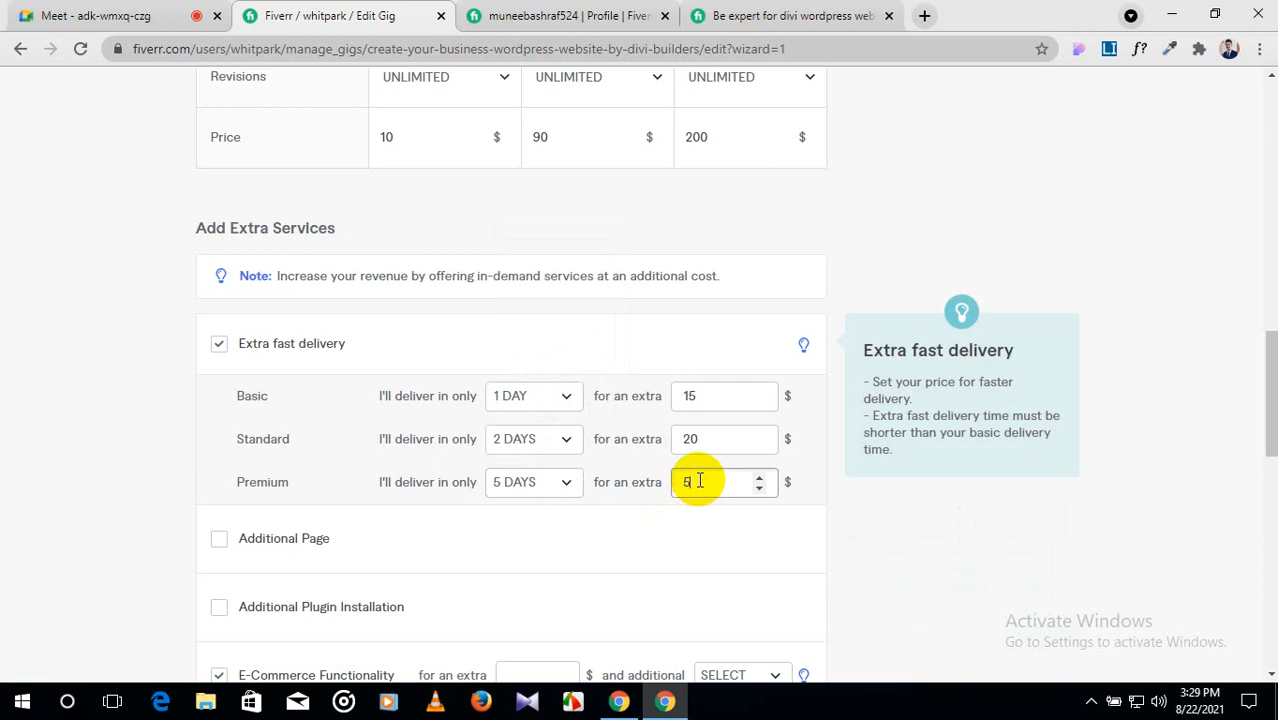 Meet - adk-wmxq-czg
Fiverr / whitpark / Edit Gig
muneebashraf524 | Profile | Fiver
Be expert for divi wordpress web
fiverr.com/users/whitpark/manage_gigs/create-your-business-wordpress-website-by-divi-builders/edit?wizard=1
Revisions UNLIMITED UNLIMITED UNLIMITED
Price 10 $ 90 $ 200 $
Add Extra Services
Note: Increase your revenue by offering in-demand services at an additional cost.
Extra fast delivery
Basic I'll deliver in only 1 DAY for an extra 15 $
Standard I'll deliver in only 2 DAYS for an extra 20 $
Premium I'll deliver in only 5 DAYS for an extra 5 $
Additional Page
Additional Plugin Installation
E-Commerce Functionality for an extra $ and additional SELECT
Extra fast delivery
- Set your price for faster
delivery.
- Extra fast delivery time must be
shorter than your basic delivery
time.
Activate Windows
Go to Settings to activate Windows.
3:29 PM
8/22/2021